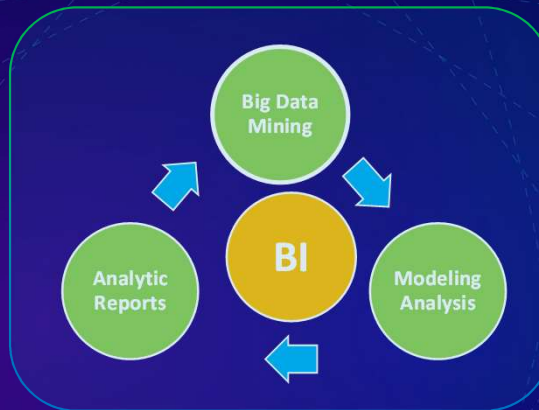 Big Data
Mining
BI
Analytic
Reports
Modeling
Analysis